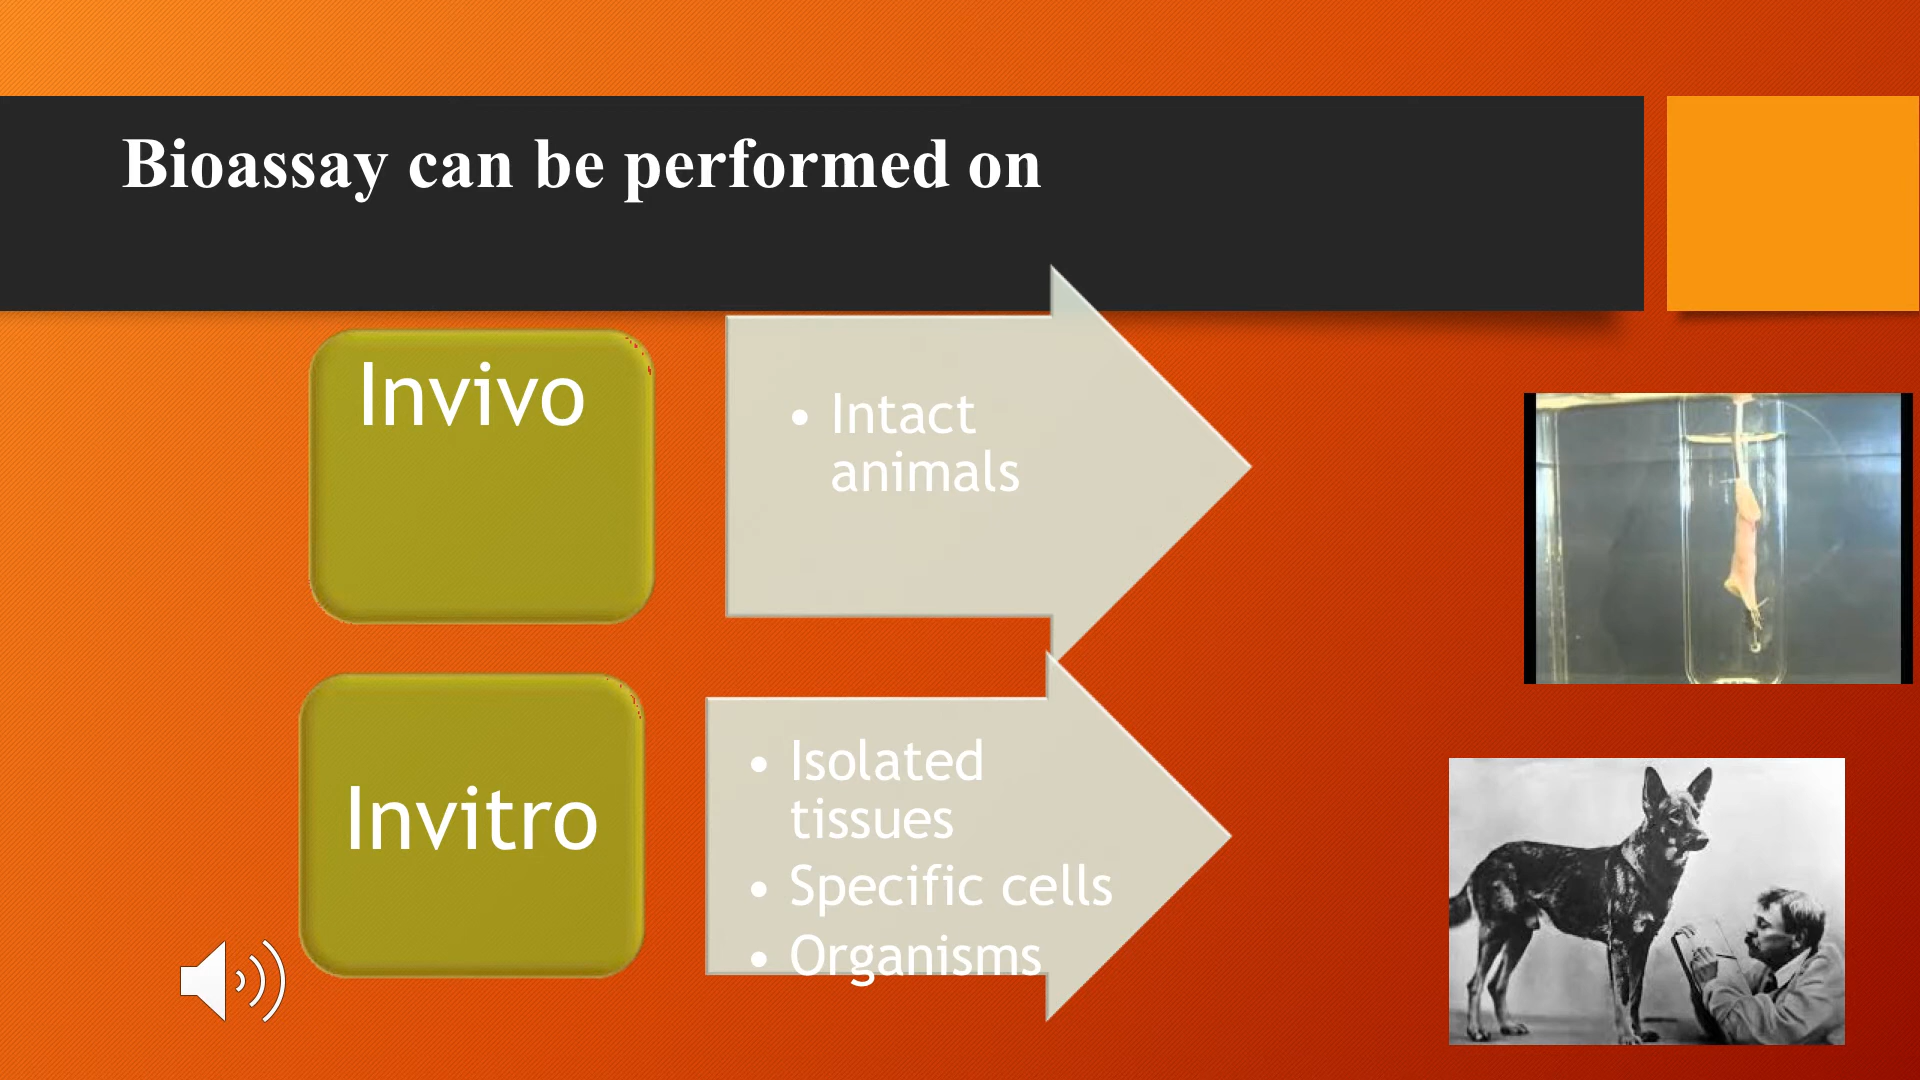 Bioassay can be performed on
Invivo
• Intact
animals
Invitro
• Isolated
tissues
• Specific cells
• Organisms